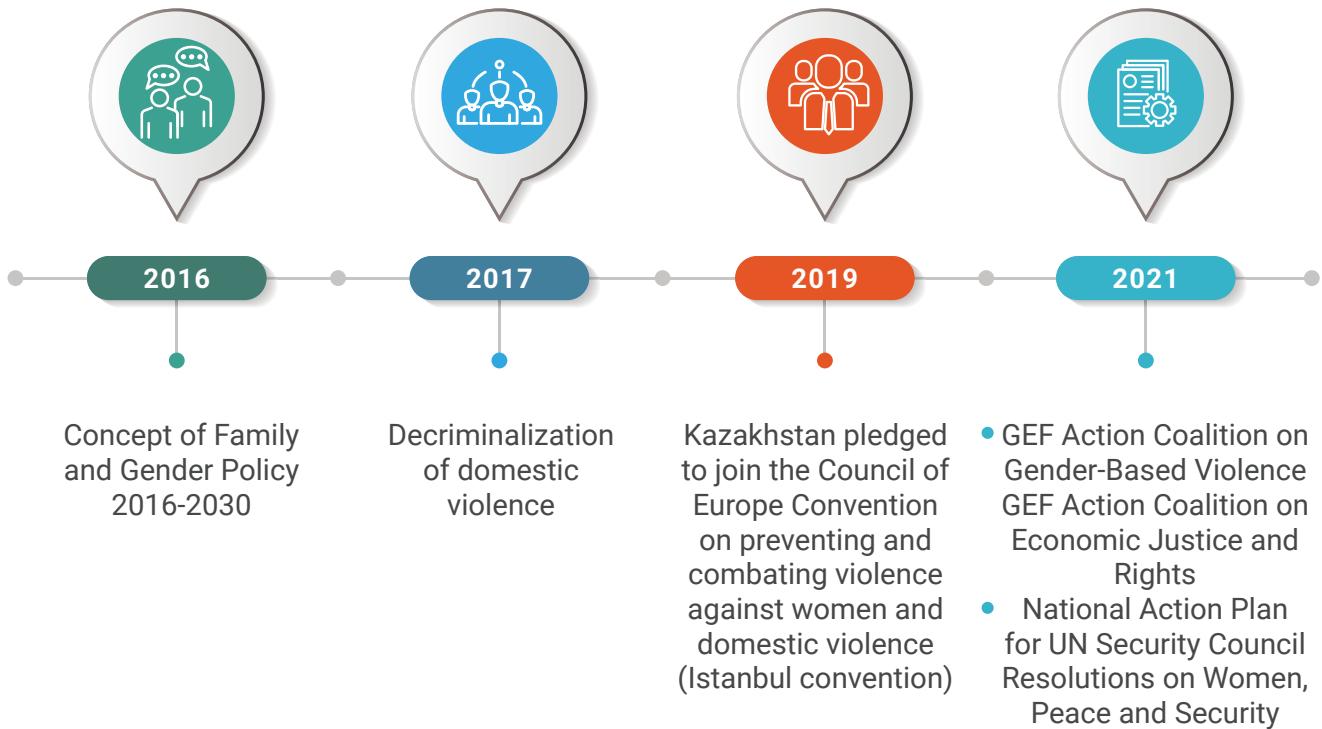 2016
Concept of Family
and Gender Policy
2016-2030
2017
Decriminalization
of domestic
violence
2019
Kazakhstan pledged
to join the Council of
Europe Convention
on preventing and
combating violence
against women and
domestic violence
(Istanbul convention)
2021
• GEF Action Coalition on
Gender-Based Violence
GEF Action Coalition on
Economic Justice and
Rights
• National Action Plan
for UN Security Council
Resolutions on Women,
Peace and Security